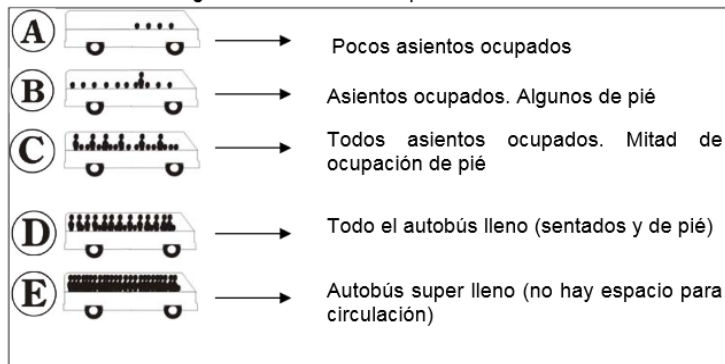 A
Pocos asientos ocupados
B
Asientos ocupados. Algunos de pié
C
Todos asientos ocupados. Mitad de
ocupación de pié
D
Todo el autobús lleno (sentados y de pié)
E
Autobús super lleno (no hay espacio para
circulación)